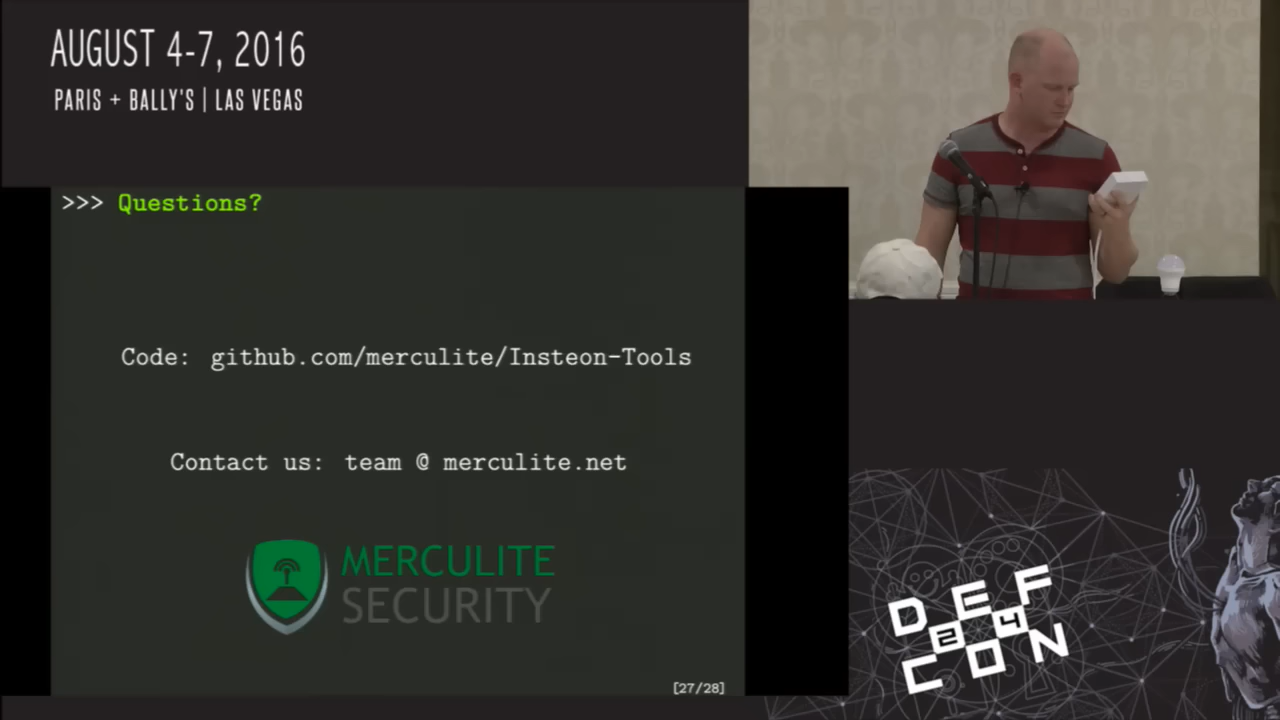 AUGUST 4-7, 2016
PARIS + BALLY'S | LAS VEGAS
>>> Questions?
Code: github.com/merculite/Insteon-Tools
Contact us: team @ merculite.net
MERCULITE
SECURITY
[27/28]
DEF
24
CON